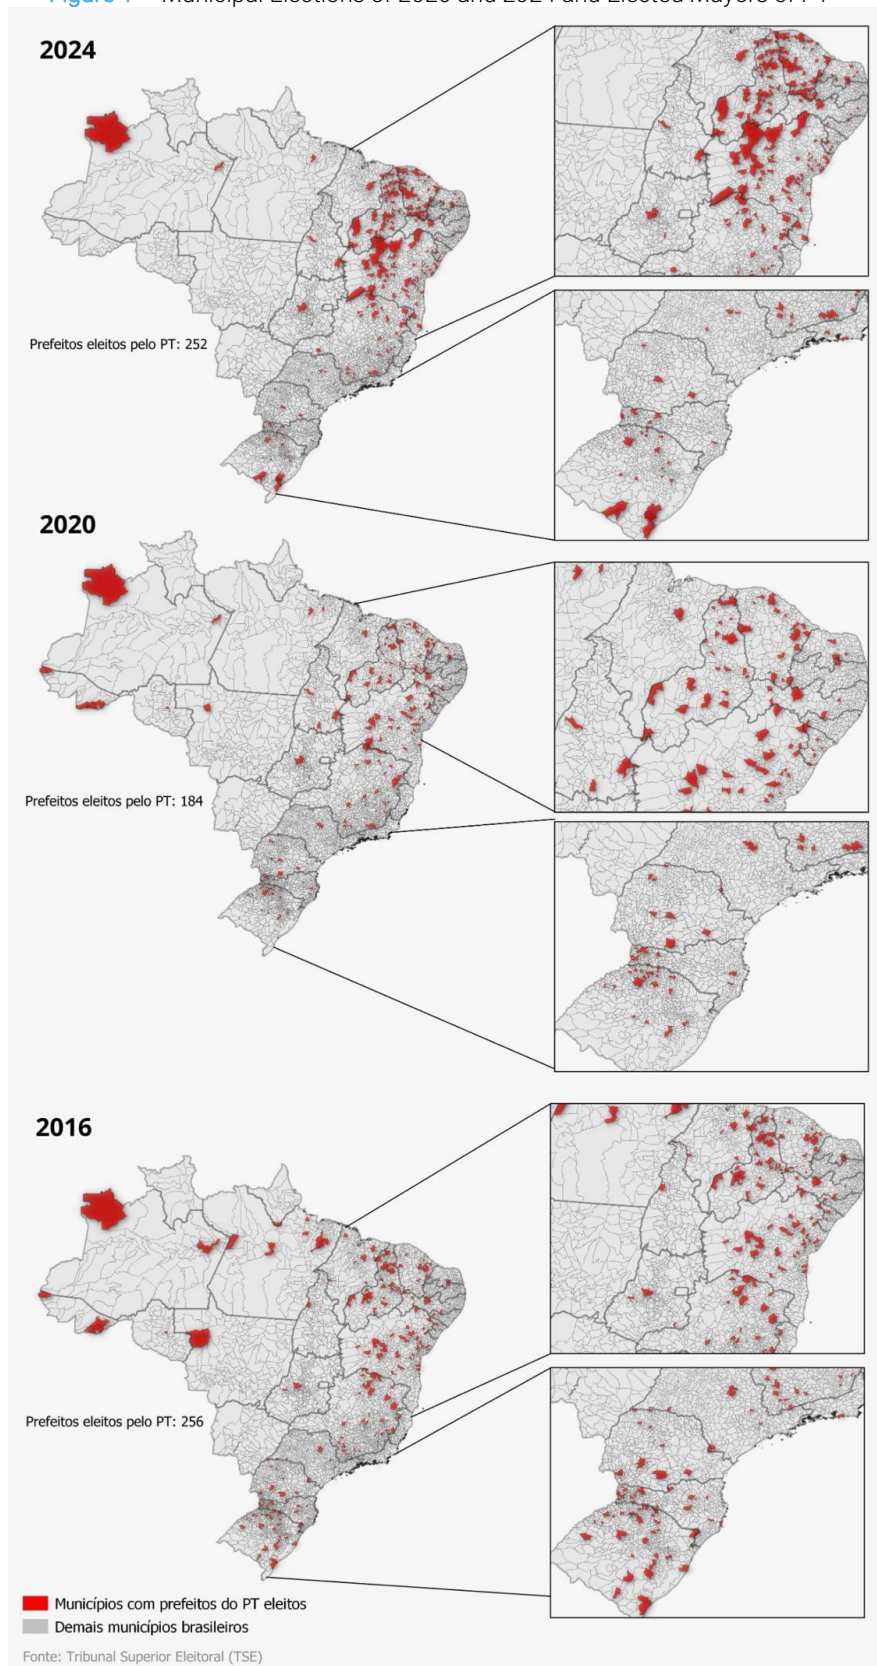 2024
Prefeitos eleitos pelo PT: 252
2020
Prefeitos eleitos pelo PT: 184
2016
Prefeitos eleitos pelo PT: 256
Municípios com prefeitos do PT eleitos
Demais municípios brasileiros
Fonte: Tribunal Superior Eleitoral (TSE)